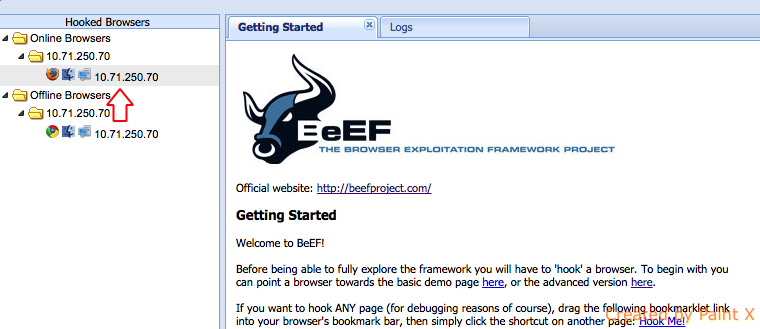 Hooked Browsers
Online Browsers
10.71.250.70
10.71.250.70
Offline Browsers
10.71.250.70
10.71.250.70
Getting Started
Logs
BeEF
THE BROWSER EXPLOITATION FRAMEWORK PROJECT
Official website: http://beefproject.com/
Getting Started
Welcome to BeEF!
Before being able to fully explore the framework you will have to 'hook' a browser. To begin with you
can point a browser towards the basic demo page here, or the advanced version here.
If you want to hook ANY page (for debugging reasons of course), drag the following bookmarklet link
into your browser's bookmark bar, then simply click the shortcut on another page: Hook Me!
Created by Paint X